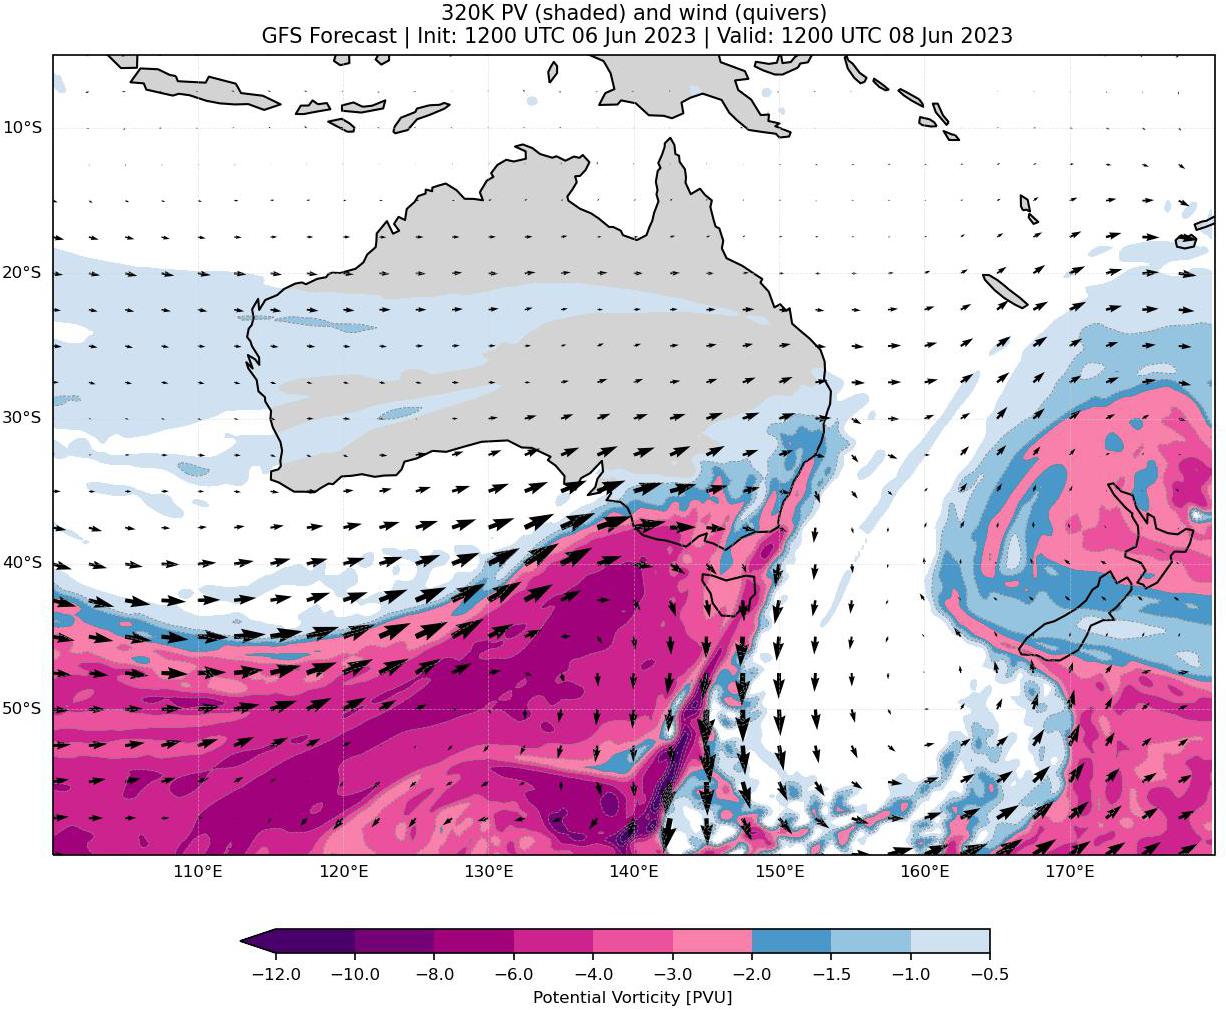 320K PV (shaded) and wind (quivers)
GFS Forecast | Init: 1200 UTC 06 Jun 2023 | Valid: 1200 UTC 08 Jun 2023
10°S
20°S
30°S
40°S
50°S
110°E 120°E 130°E 140°E 150°E 160°E 170°E
−12.0 −10.0 −8.0 −6.0 −4.0 −3.0 −2.0 −1.5 −1.0 −0.5
Potential Vorticity [PVU]